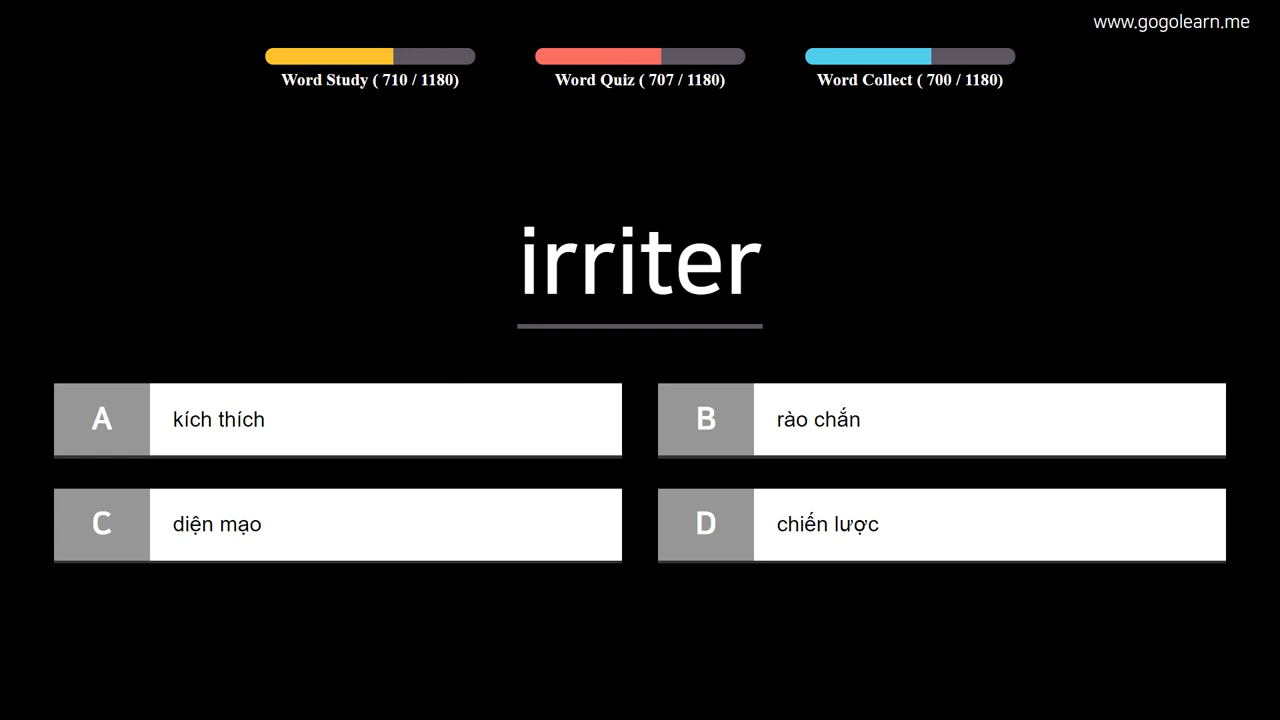 www.gogolearn.me
Word Study ( 710 / 1180)
Word Quiz ( 707 / 1180)
Word Collect ( 700 / 1180)
irriter
A kích thích
B rào chắn
C diện mạo
D chiến lược